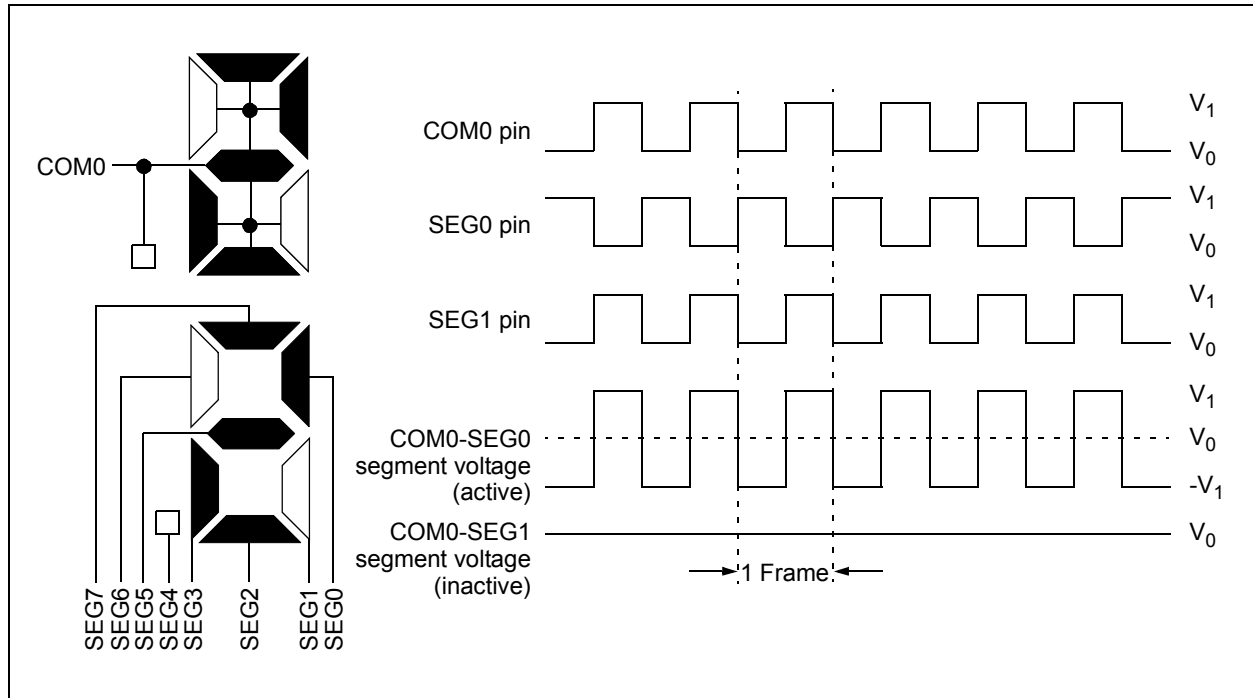 COM0
SEG7
SEG6
SEG5
SEG4
SEG3
SEG2
SEG1
SEG0
COM0 pin
V1
V0
SEG0 pin
V1
V0
SEG1 pin
V1
V0
COM0-SEG0
segment voltage
(active)
V1
V0
-V1
COM0-SEG1
segment voltage
(inactive)
V0
1 Frame